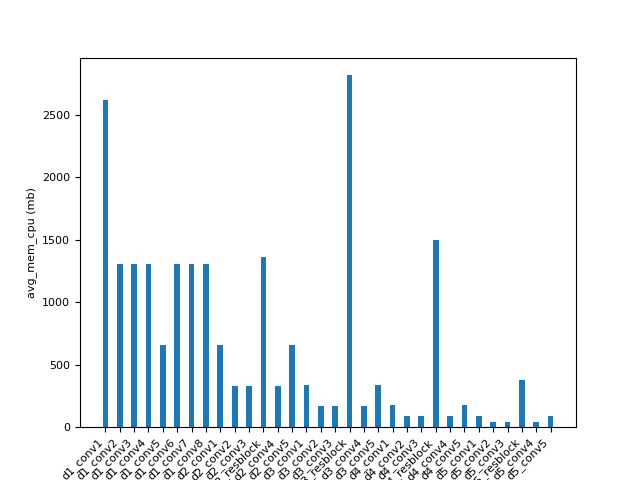 avg_mem_cpu (mb)
2500
2000
1500
1000
500
0
d1_conv1
d1_conv2
d1_conv3
d1_conv4
d1_conv5
d1_conv6
d1_conv7
d1_conv8
d2_conv1
d2_conv2
d2_conv3
_resblock
d2_conv4
d2_conv5
d3_conv1
d3_conv2
d3_conv3
_resblock
d3_conv4
d3_conv5
d4_conv1
d4_conv2
d4_conv3
_resblock
d4_conv4
d4_conv5
d5_conv1
d5_conv2
d5_conv3
_resblock
d5_conv4
d5_conv5